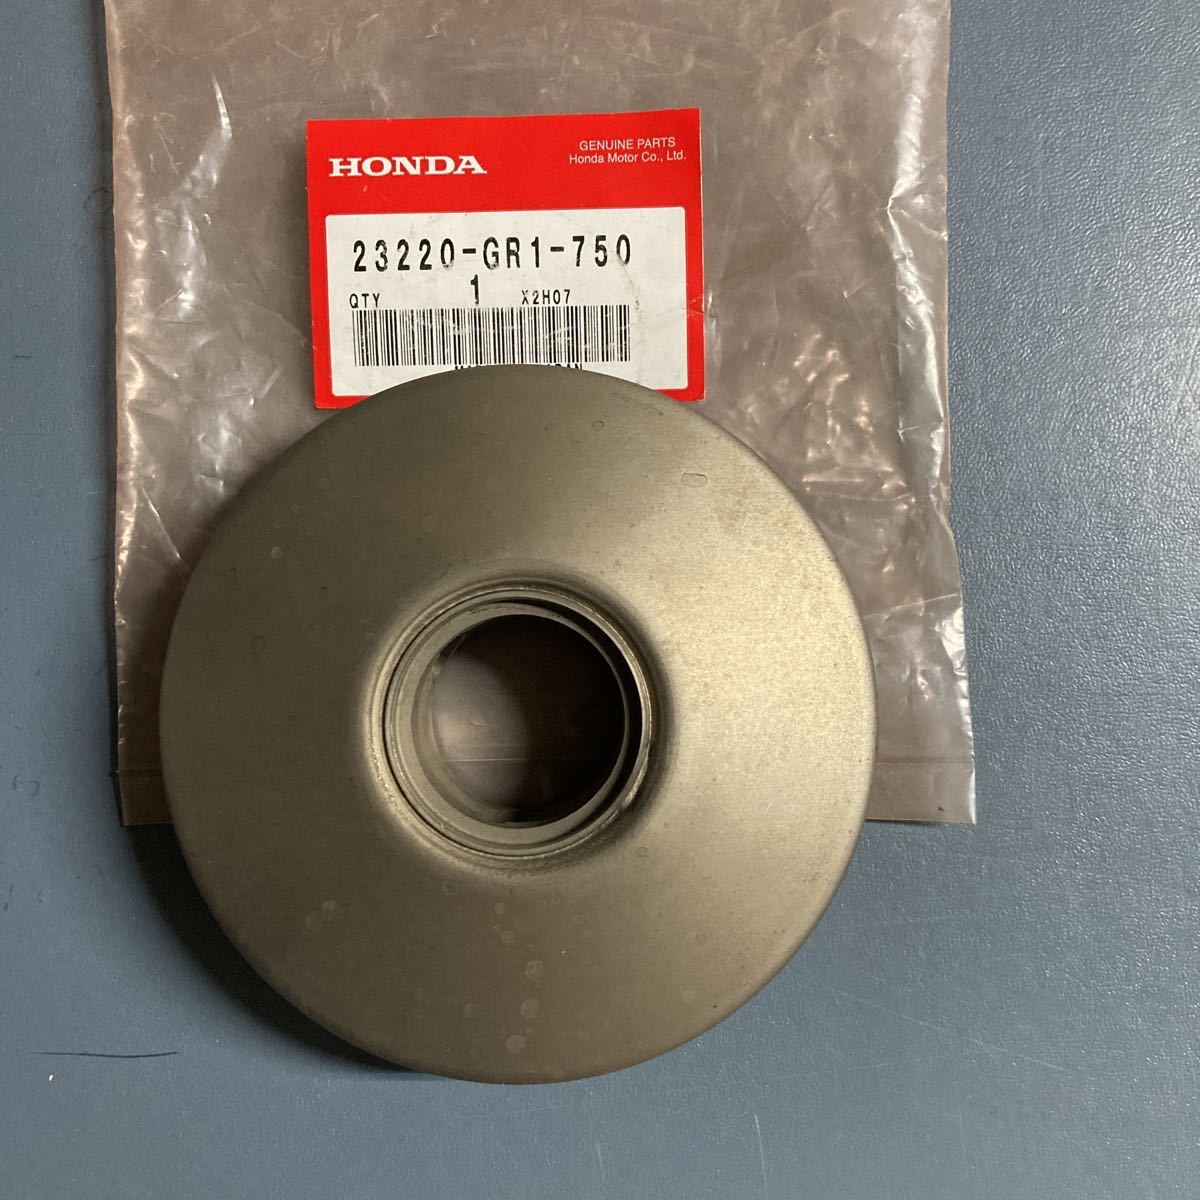 HONDA
GENUINE PARTS
Honda Motor Co., Ltd.
23220-GR1-750
QTY 1 X2H07